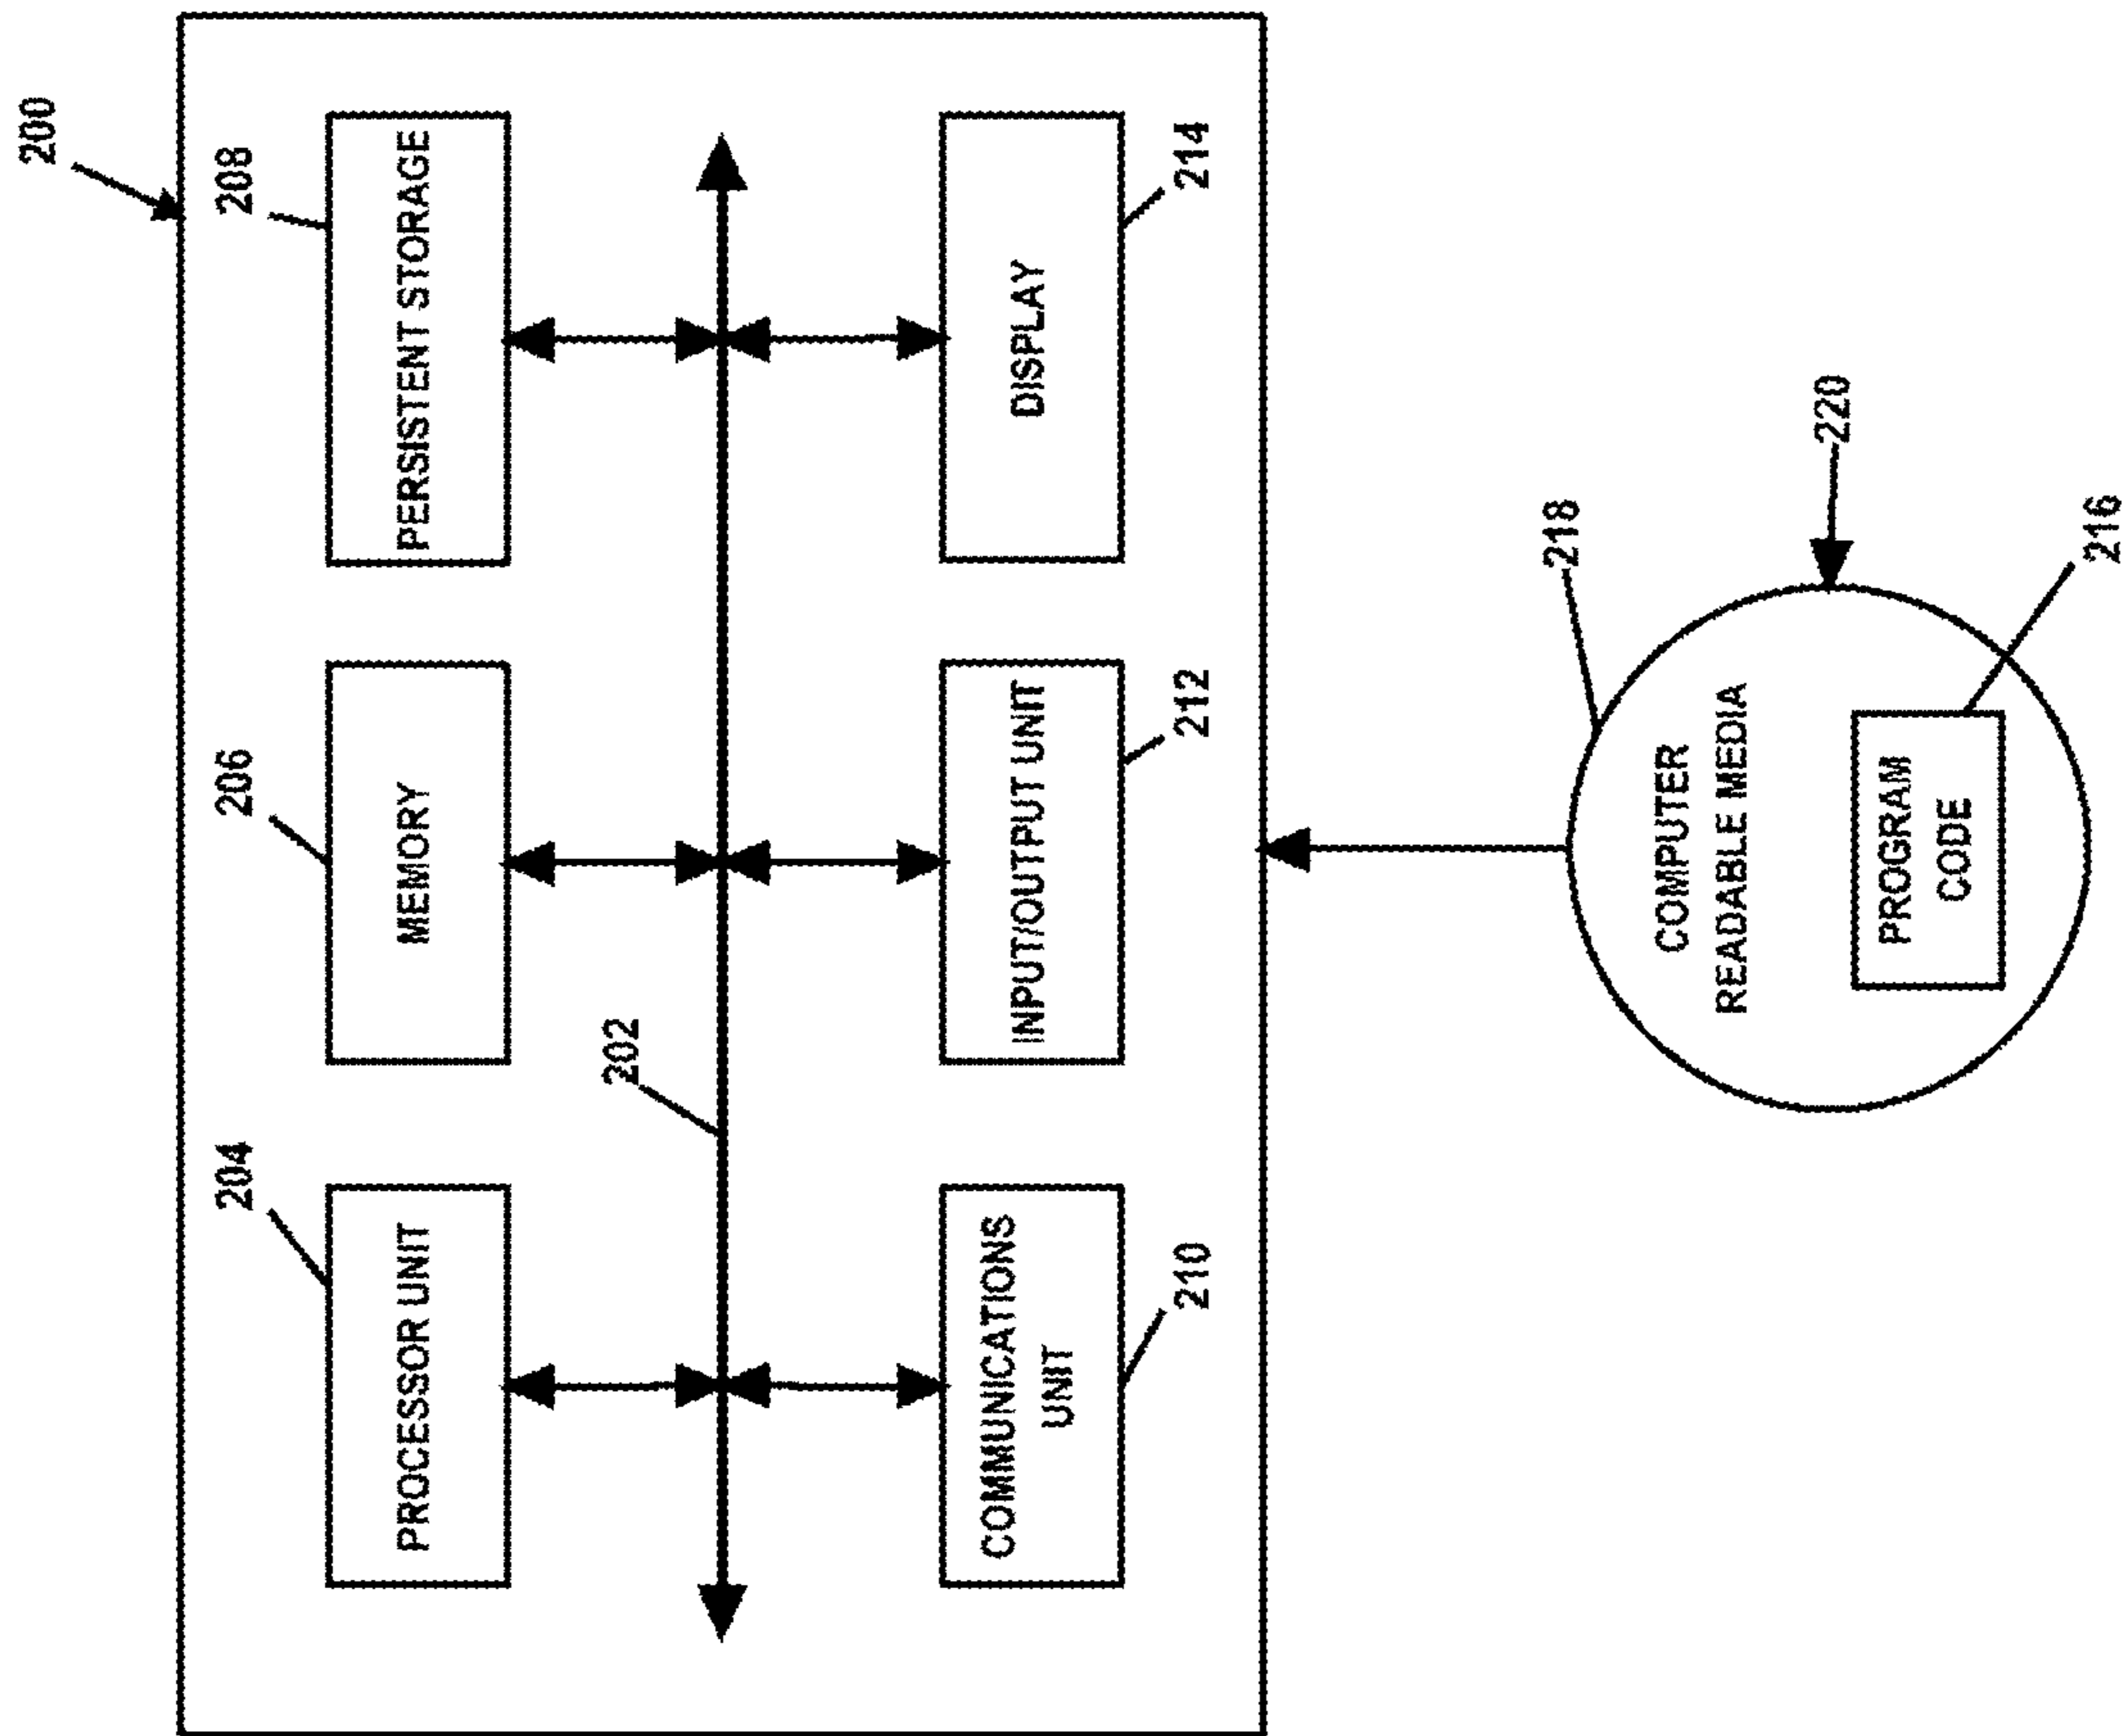 200
204
206
208
PROCESSOR UNIT
MEMORY
PERSISTENT STORAGE
202
COMMUNICATIONS
UNIT
INPUT/OUTPUT UNIT
DISPLAY
210
212
214
218
COMPUTER
READABLE MEDIA
220
PROGRAM
CODE
216